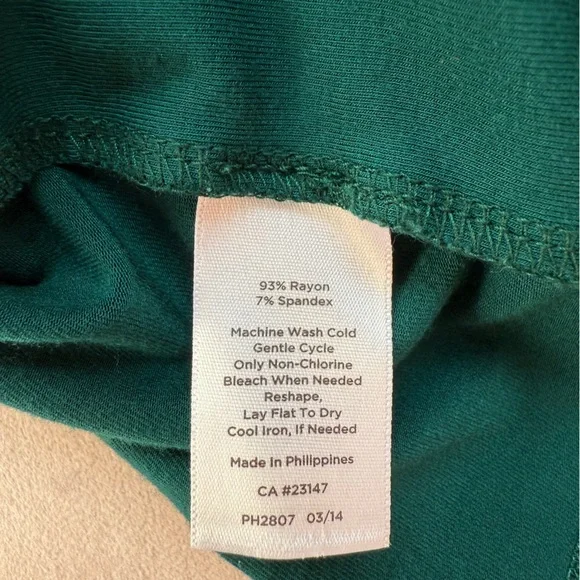 93% Rayon
7% Spandex
Machine Wash Cold
Gentle Cycle
Only Non-Chlorine
Bleach When Needed
Reshape,
Lay Flat To Dry
Cool Iron, If Needed
Made In Philippines
CA #23147
PH2807 03/14